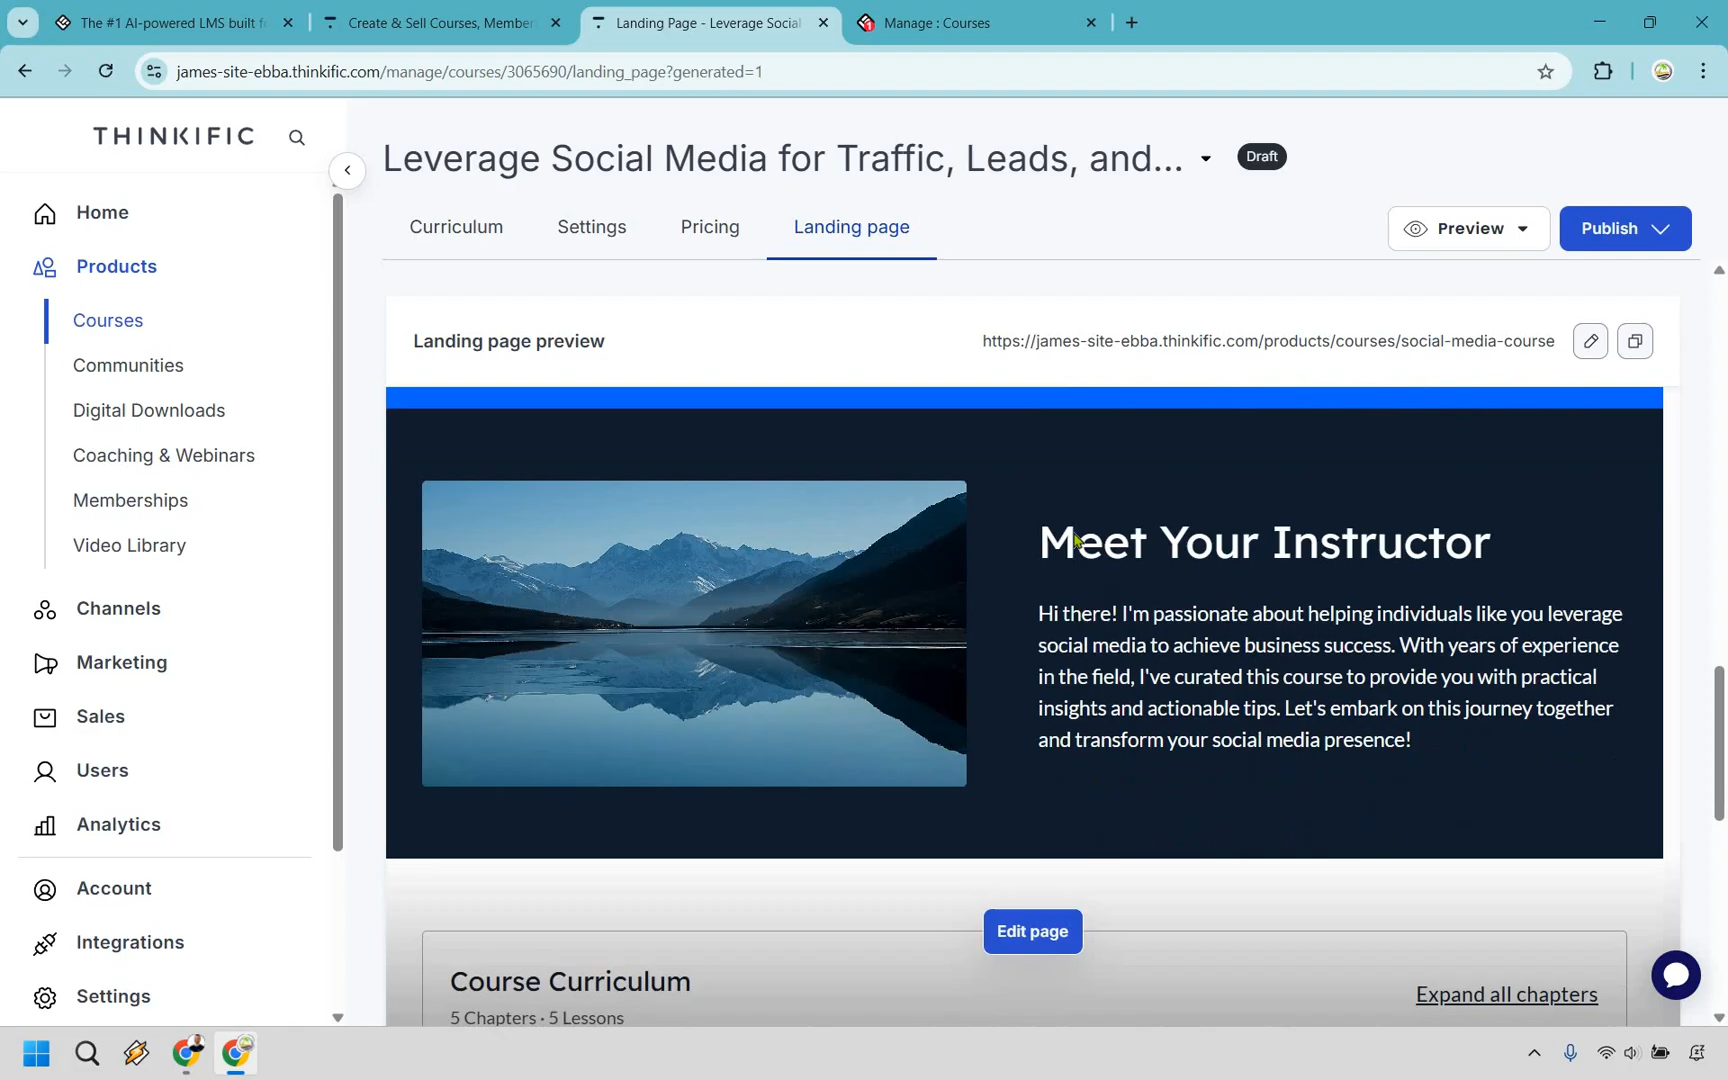 The #1 AI-powered LMS built f
Create & Sell Courses, Member
Landing Page - Leverage Social
Manage : Courses
james-site-ebba.thinkific.com/manage/courses/3065690/landing_page?generated=1
THINKIFIC
Home
Products
Courses
Communities
Digital Downloads
Coaching & Webinars
Memberships
Video Library
Channels
Marketing
Sales
Users
Analytics
Account
Integrations
Settings
Leverage Social Media for Traffic, Leads, and...
Draft
Curriculum
Settings
Pricing
Landing page
Preview
Publish
Landing page preview
https://james-site-ebba.thinkific.com/products/courses/social-media-course
Meet Your Instructor
Hi there! I'm passionate about helping individuals like you leverage
social media to achieve business success. With years of experience
in the field, I've curated this course to provide you with practical
insights and actionable tips. Let's embark on this journey together
and transform your social media presence!
Edit page
Course Curriculum
5 Chapters · 5 Lessons
Expand all chapters